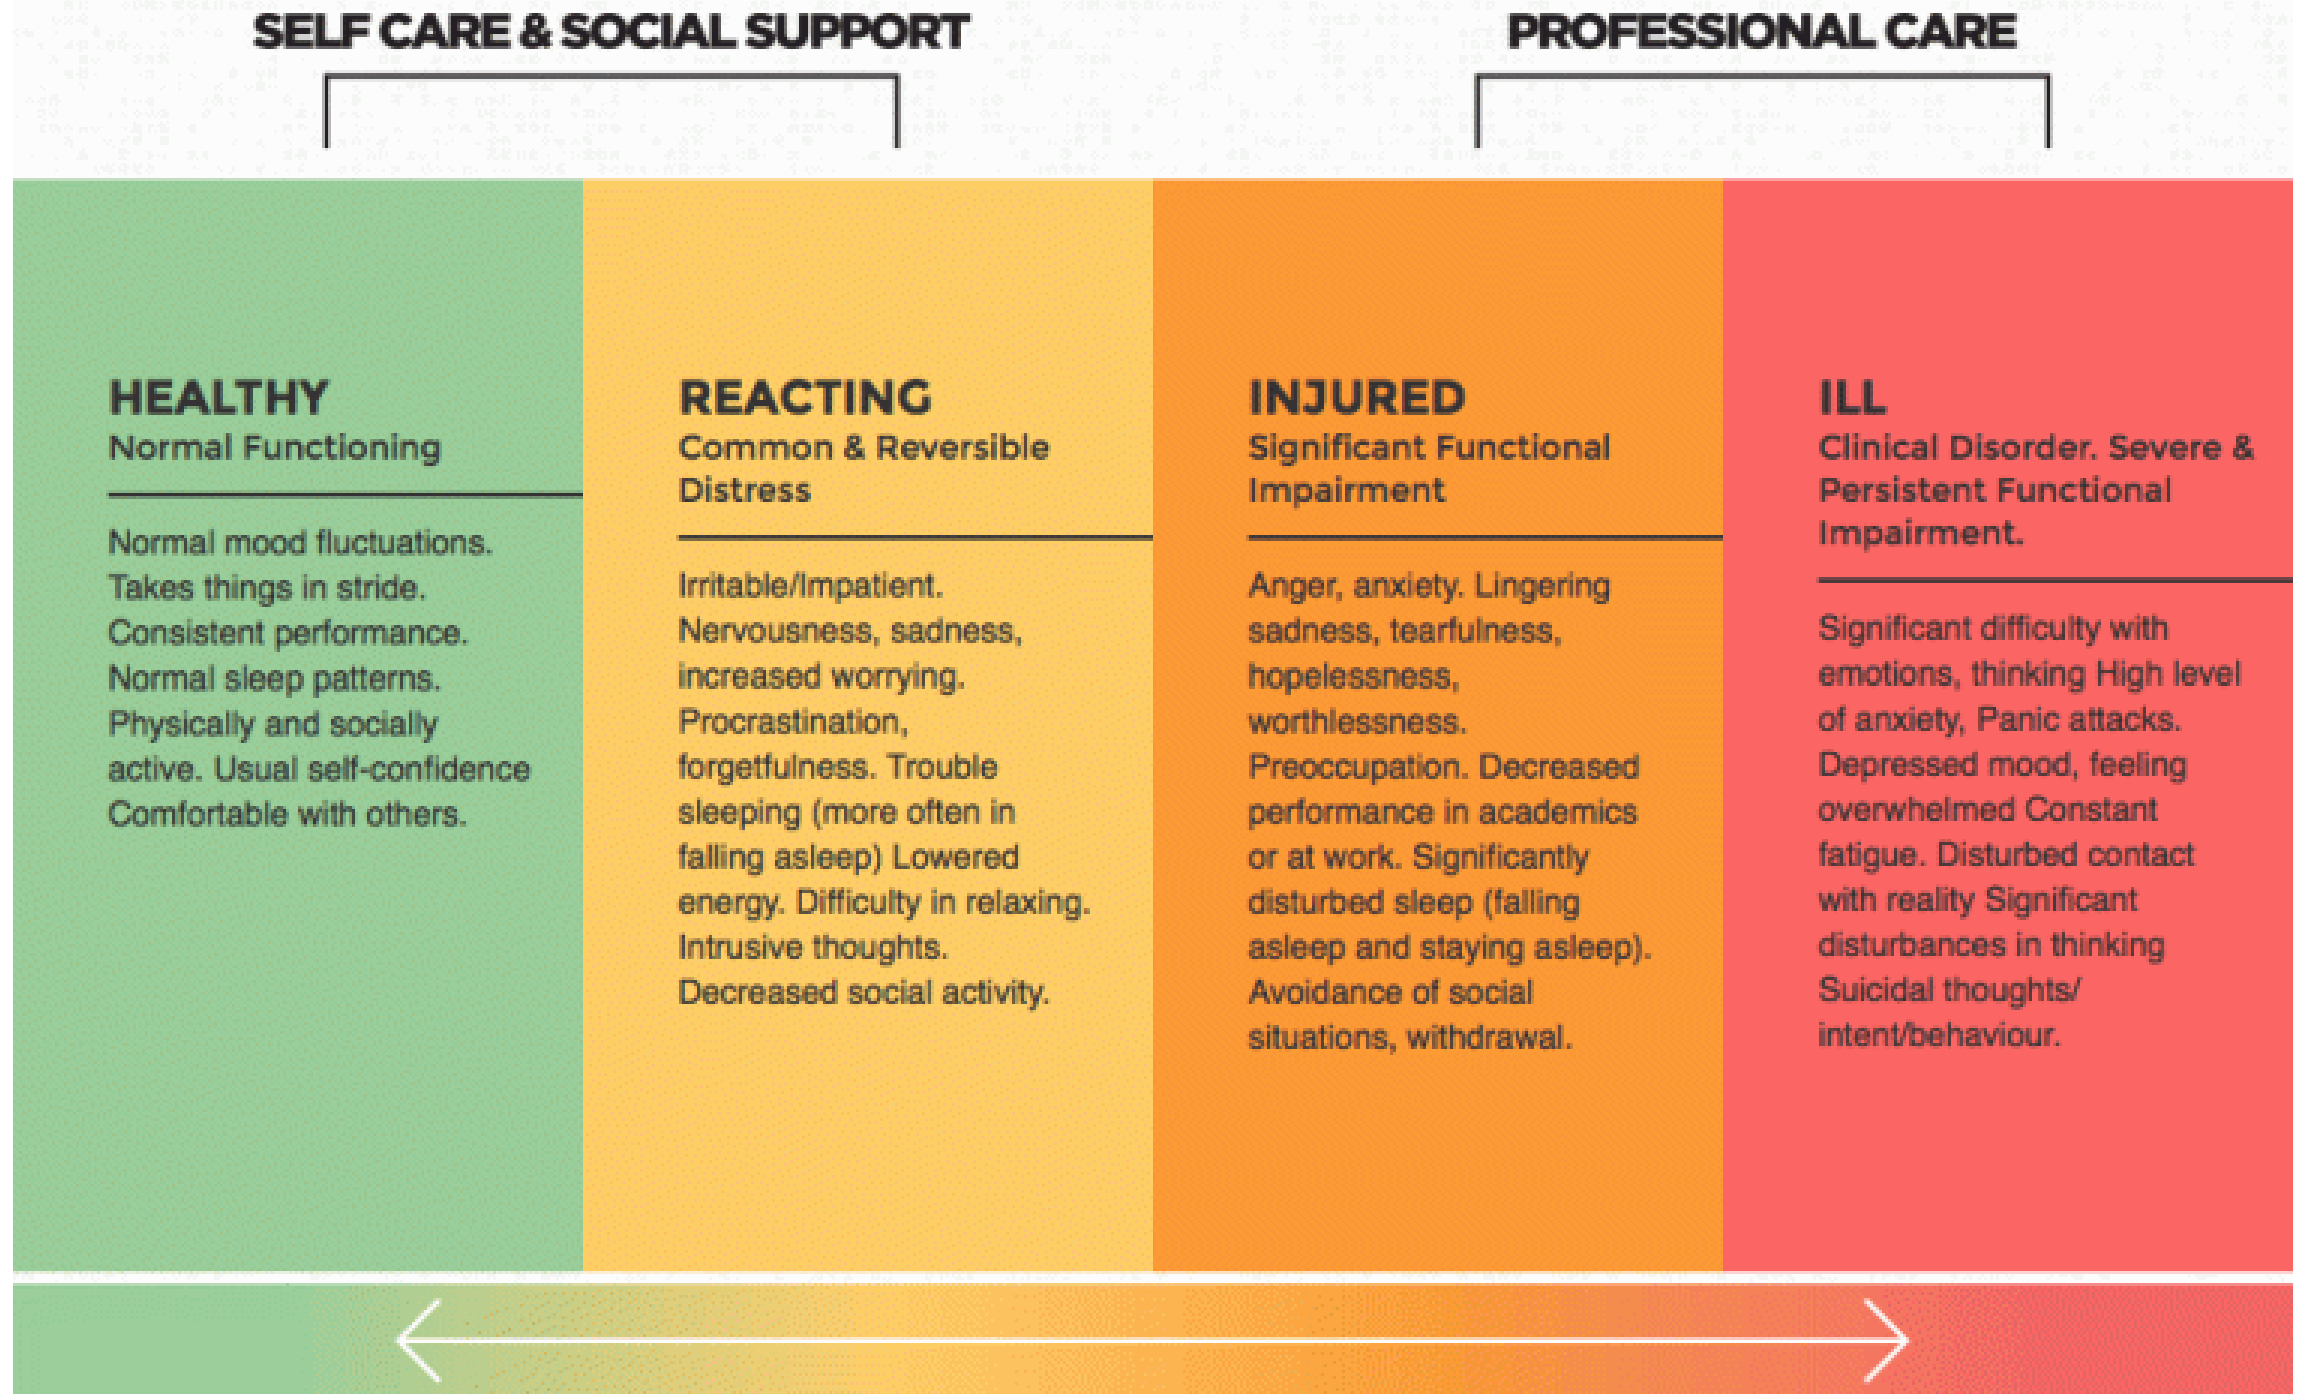 SELF CARE & SOCIAL SUPPORT
PROFESSIONAL CARE
HEALTHY
Normal Functioning
Normal mood fluctuations.
Takes things in stride.
Consistent performance.
Normal sleep patterns.
Physically and socially
active. Usual self-confidence
Comfortable with others.
REACTING
Common & Reversible
Distress
Irritable/Impatient.
Nervousness, sadness,
increased worrying.
Procrastination,
forgetfulness. Trouble
sleeping (more often in
falling asleep) Lowered
energy. Difficulty in relaxing.
Intrusive thoughts.
Decreased social activity.
INJURED
Significant Functional
Impairment
Anger, anxiety. Lingering
sadness, tearfulness,
hopelessness,
worthlessness.
Preoccupation. Decreased
performance in academics
or at work. Significantly
disturbed sleep (falling
asleep and staying asleep).
Avoidance of social
situations, withdrawal.
ILL
Clinical Disorder. Severe &
Persistent Functional
Impairment.
Significant difficulty with
emotions, thinking High level
of anxiety, Panic attacks.
Depressed mood, feeling
overwhelmed Constant
fatigue. Disturbed contact
with reality Significant
disturbances in thinking
Suicidal thoughts/
intent/behaviour.